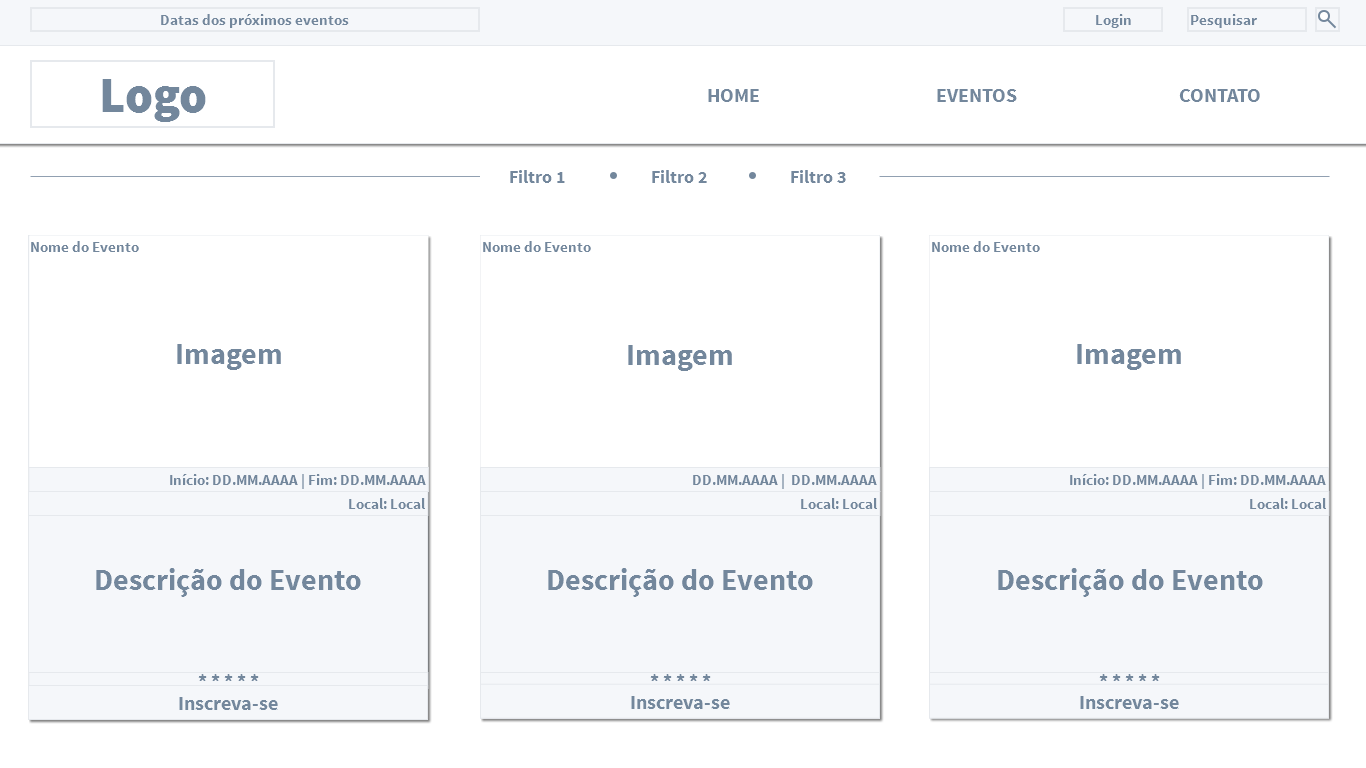 Datas dos próximos eventos
Login
Pesquisar
Logo
HOME
EVENTOS
CONTATO
Filtro 1 • Filtro 2 • Filtro 3
Nome do Evento
Imagem
Início: DD.MM.AAAA | Fim: DD.MM.AAAA
Local: Local
Descrição do Evento
* * * * *
Inscreva-se
Nome do Evento
Imagem
DD.MM.AAAA | DD.MM.AAAA
Local: Local
Descrição do Evento
* * * * *
Inscreva-se
Nome do Evento
Imagem
Início: DD.MM.AAAA | Fim: DD.MM.AAAA
Local: Local
Descrição do Evento
* * * * *
Inscreva-se